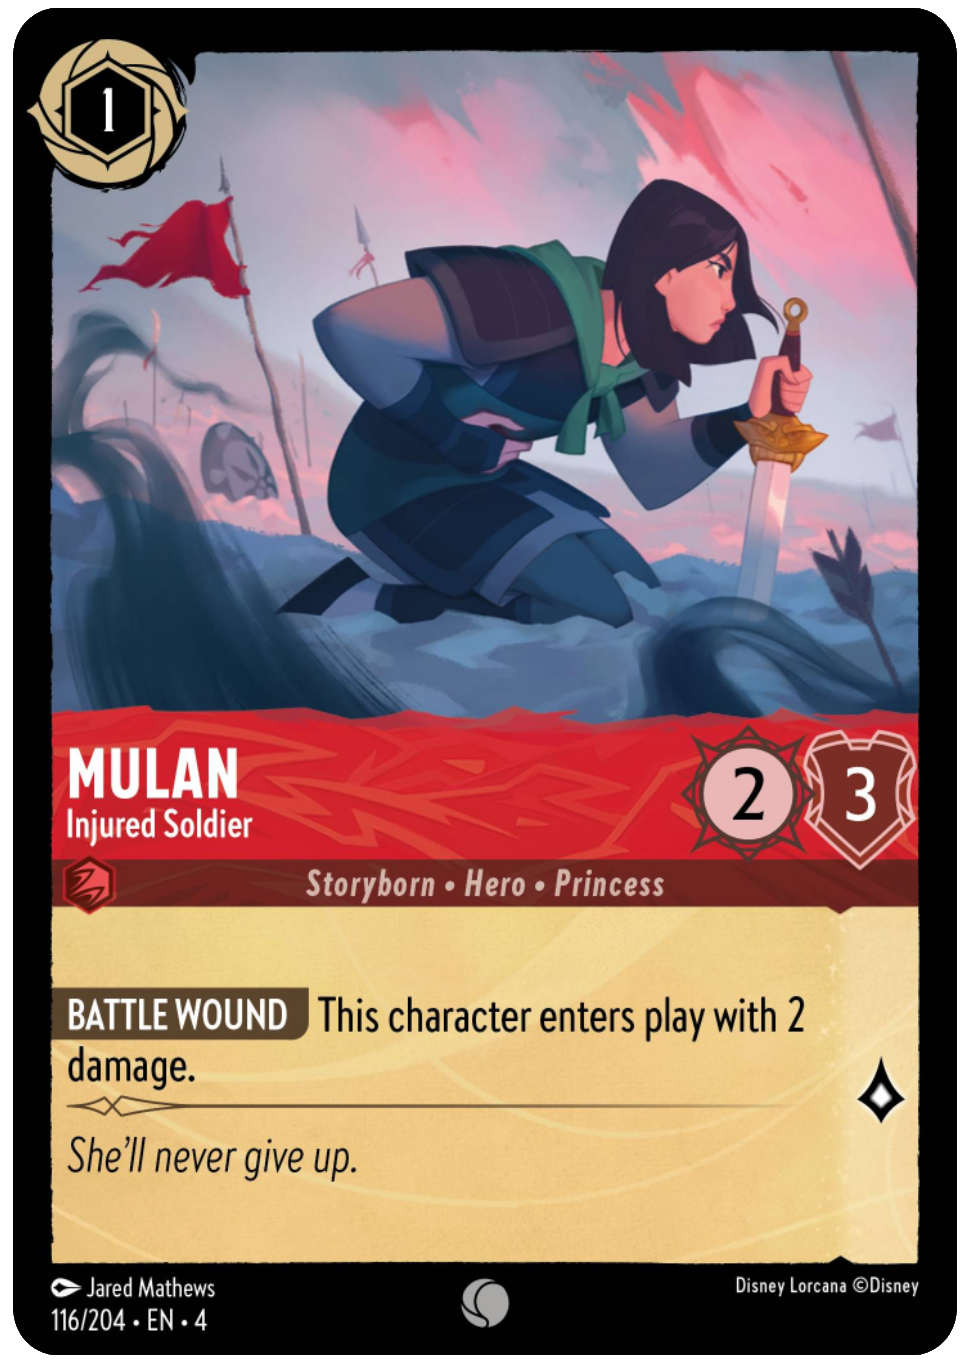 1
MULAN
Injured Soldier
2
3
Storyborn • Hero • Princess
BATTLE WOUND This character enters play with 2
damage.
She'll never give up.
Jared Mathews
116/204 • EN • 4
Disney Lorcana ©Disney